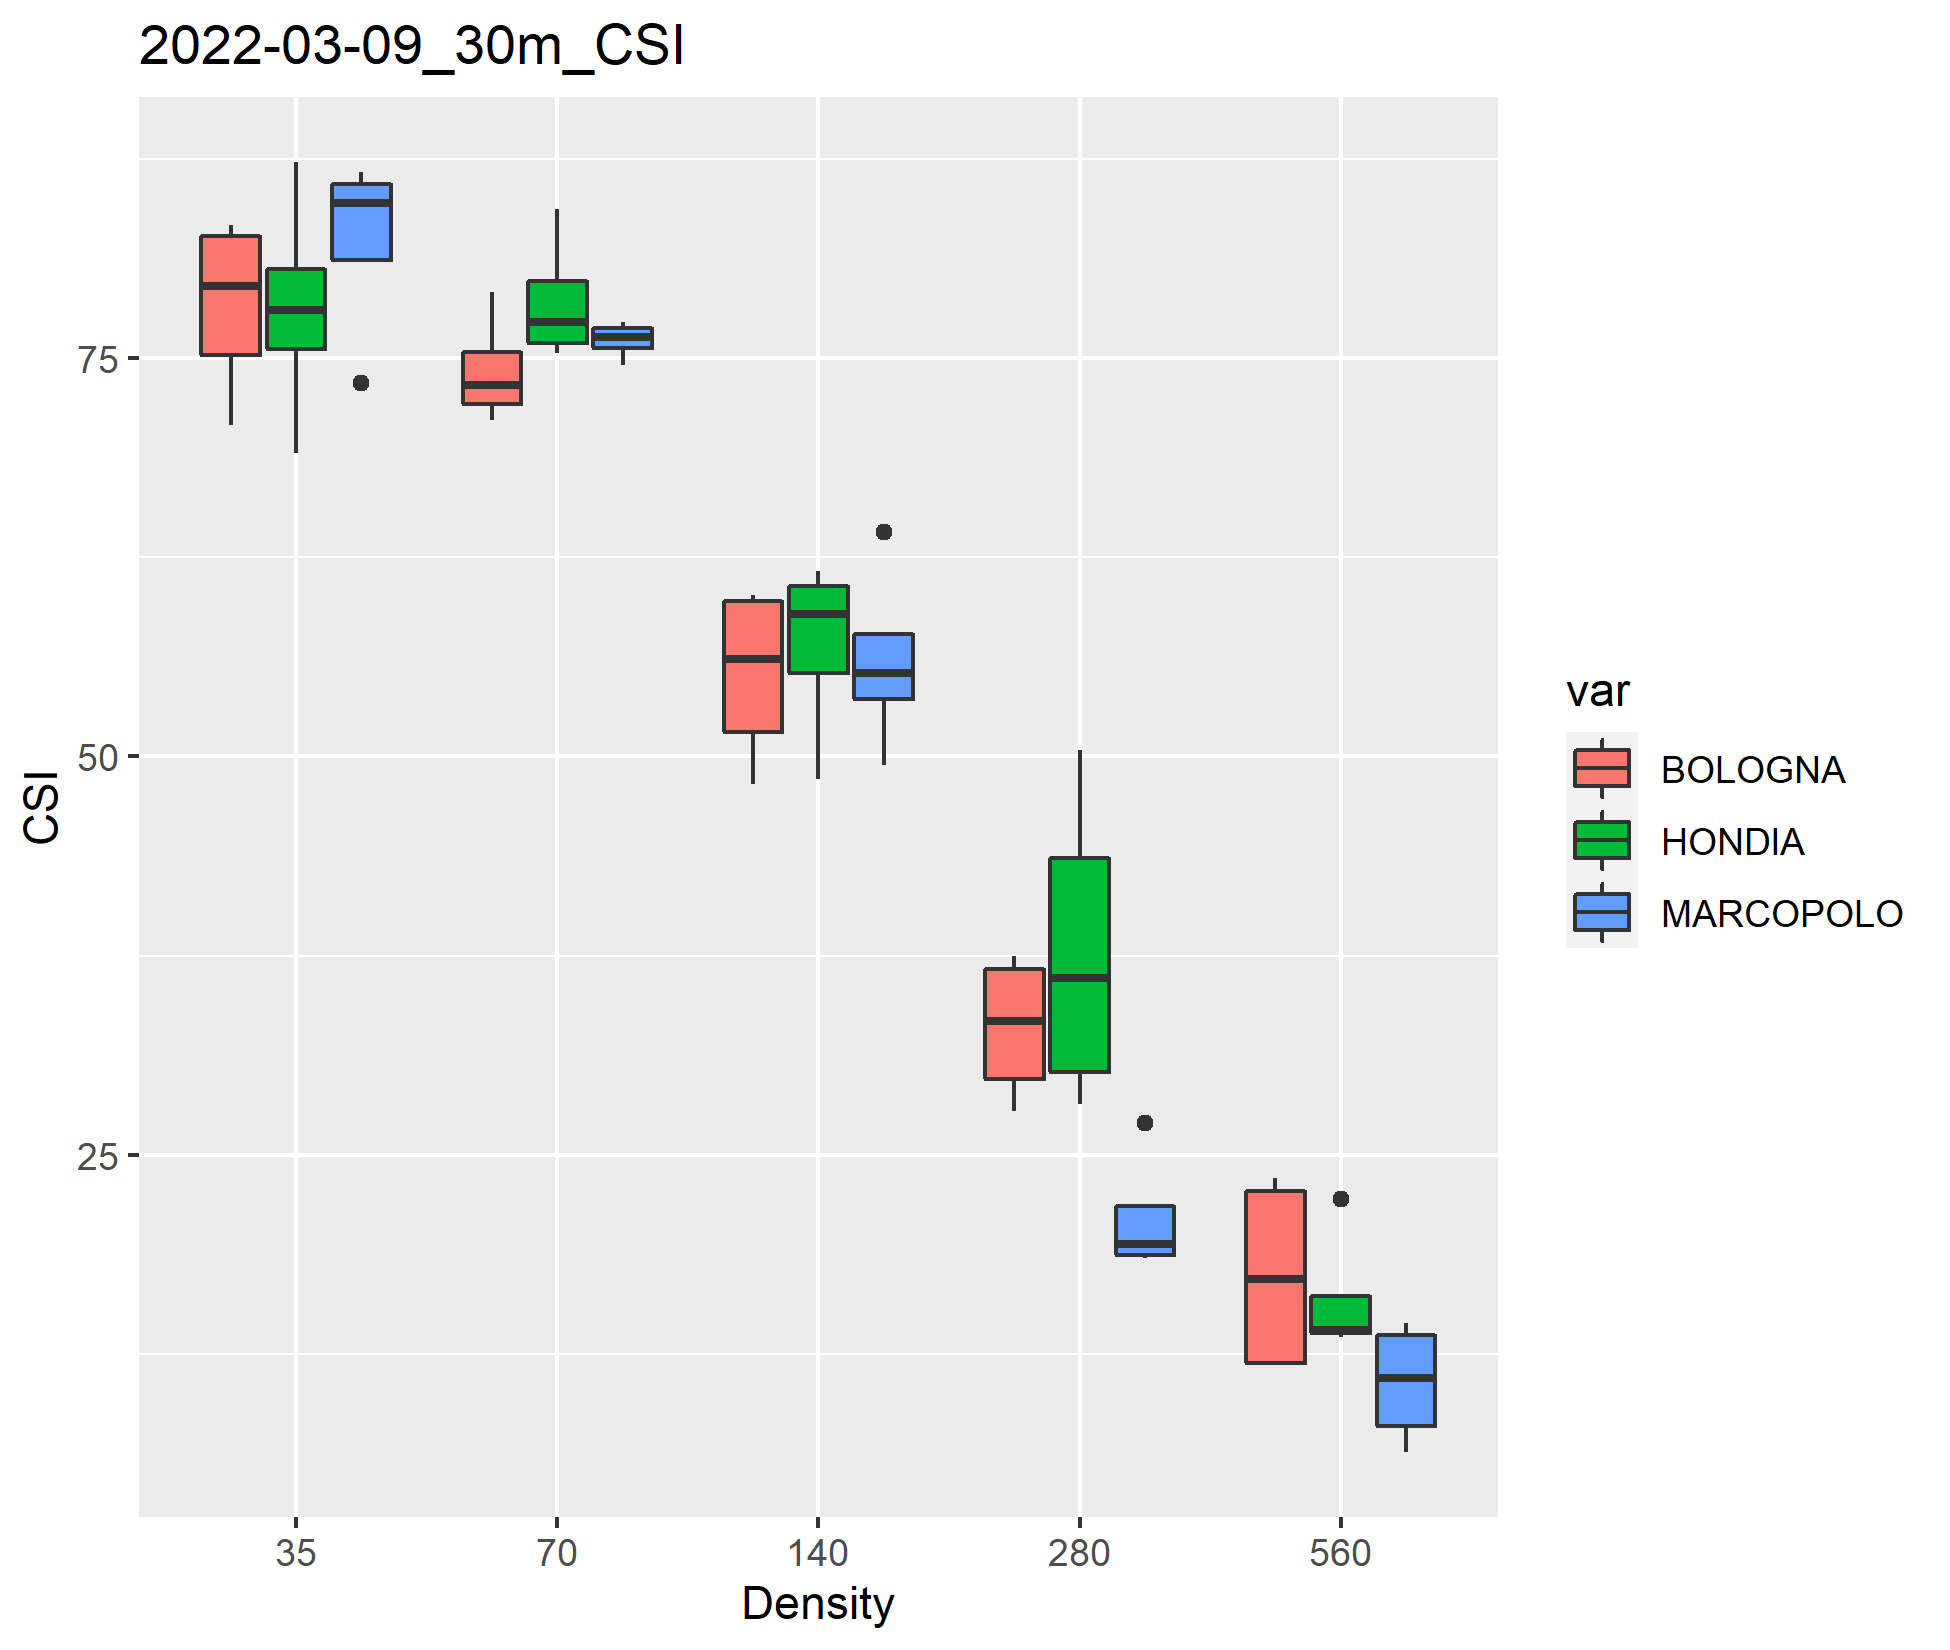 2022-03-09_30m_CSI
CSI
75
50
25
35 70 140 280 560
Density
var
BOLOGNA
HONDIA
MARCOPOLO